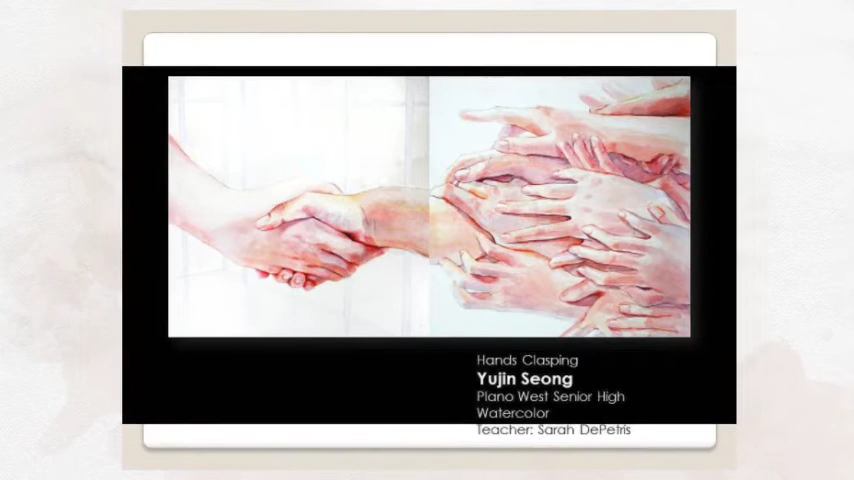 Hands Clasping
Yujin Seong
Plano West Senior High
Watercolor
Teacher: Sarah DePetris